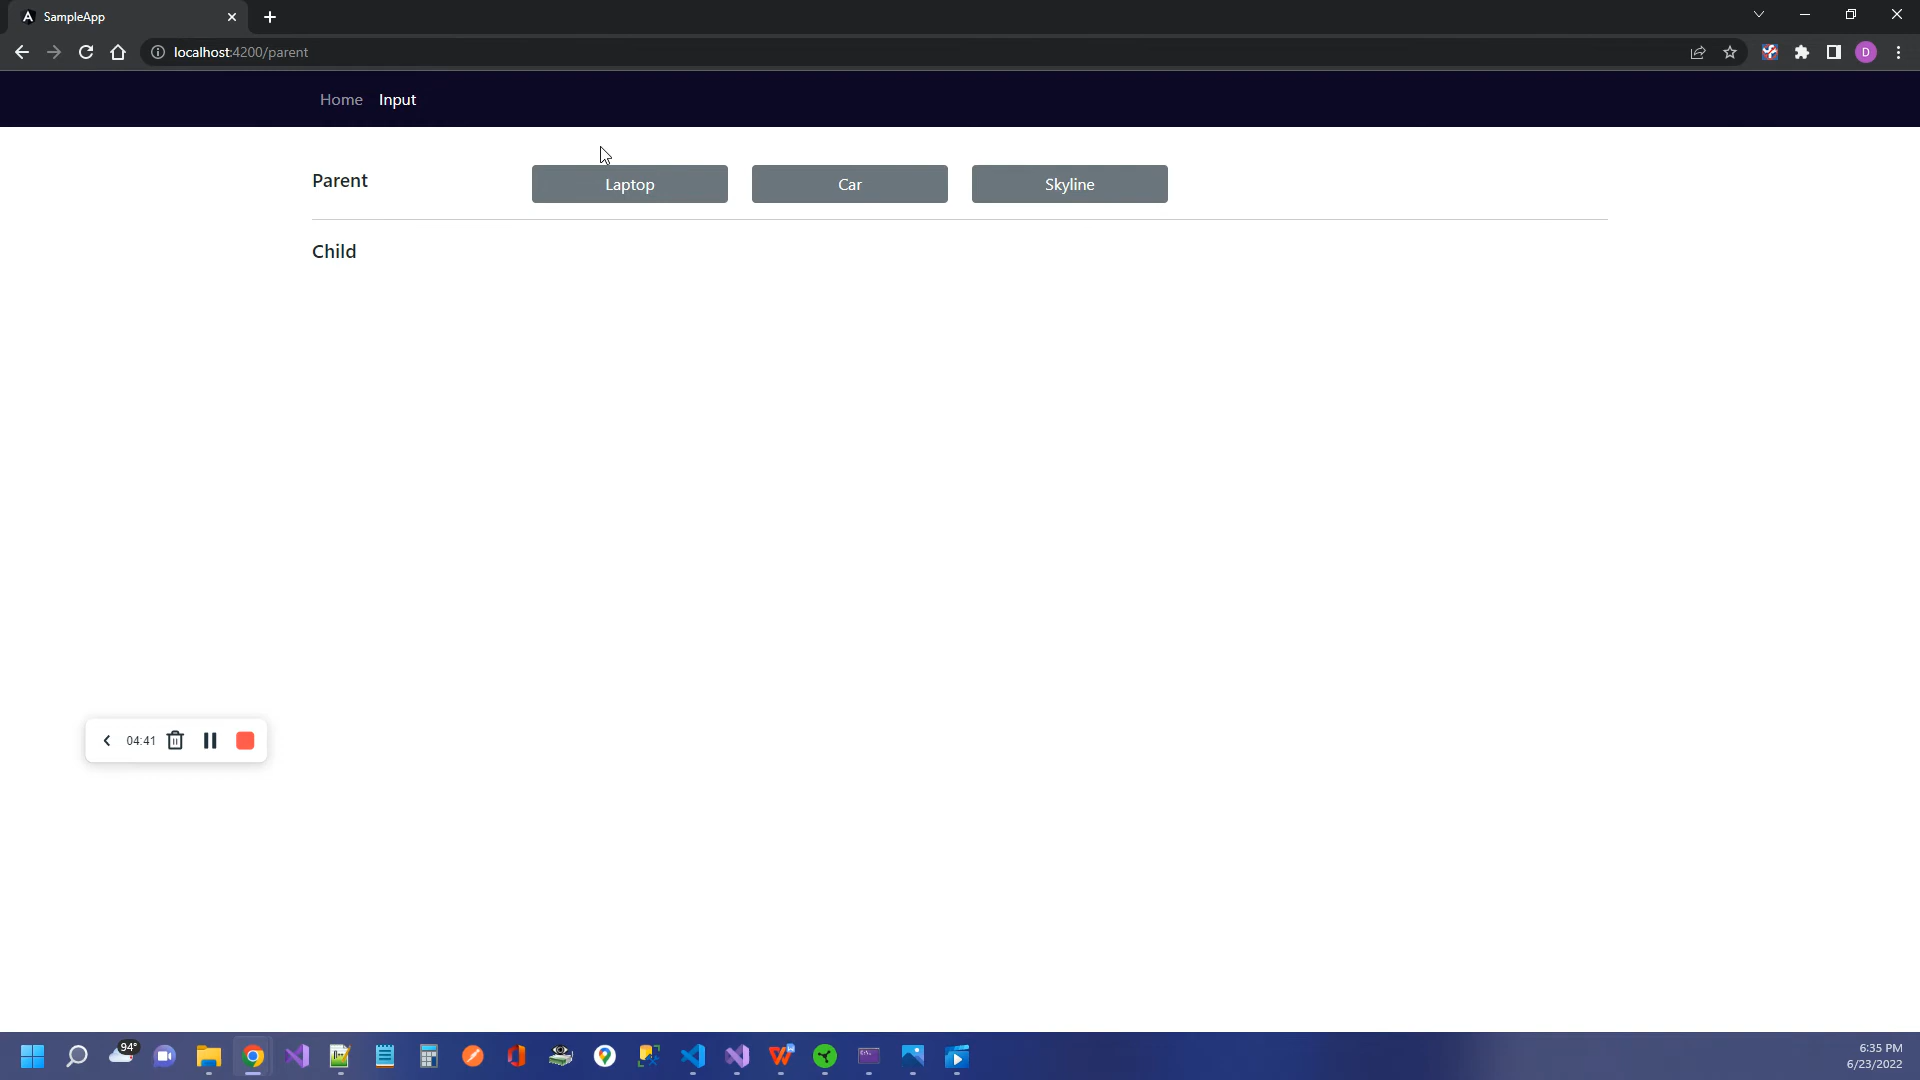 SampleApp
localhost:4200/parent
D
Home Input
Parent Laptop Car Skyline
Child
04:41
94°
6:35 PM
6/23/2022